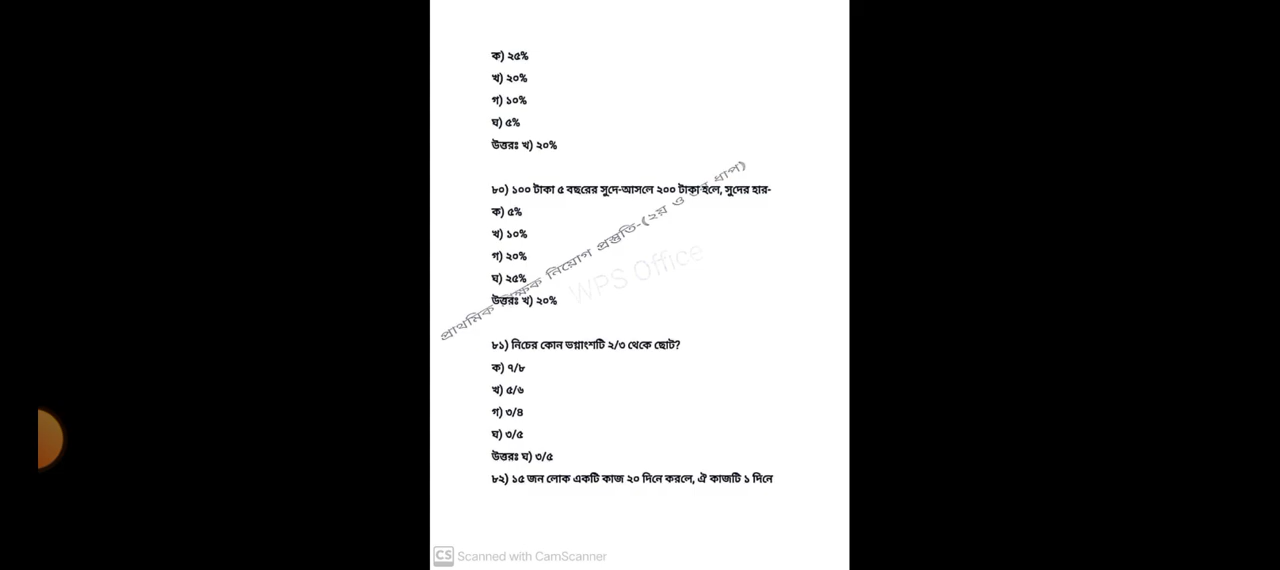 ক) ২৫%
খ) ২০%
গ) ১০%
ঘ) ৫%
উত্তরঃ খ) ২০%
৮০) ১০০ টাকা ৫ বছরের সুদে-আসলে ২০০ টাকা হলে, সুদের হার-
ক) ৫%
খ) ১০%
গ) ২০%
ঘ) ২৫%
উত্তরঃ খ) ২০%
প্রাথমিক শিক্ষক নিয়োগ প্রস্তুতি-(২য় ও ৩য় ধাপ)
WPS Office
৮১) নিচের কোন ভগ্নাংশটি ২/৩ থেকে ছোট?
ক) ৭/৮
খ) ৫/৬
গ) ৩/৪
ঘ) ৩/৫
উত্তরঃ ঘ) ৩/৫
৮২) ১৫ জন লোক একটি কাজ ২০ দিনে করলে, ঐ কাজটি ১ দিনে
CS Scanned with CamScanner